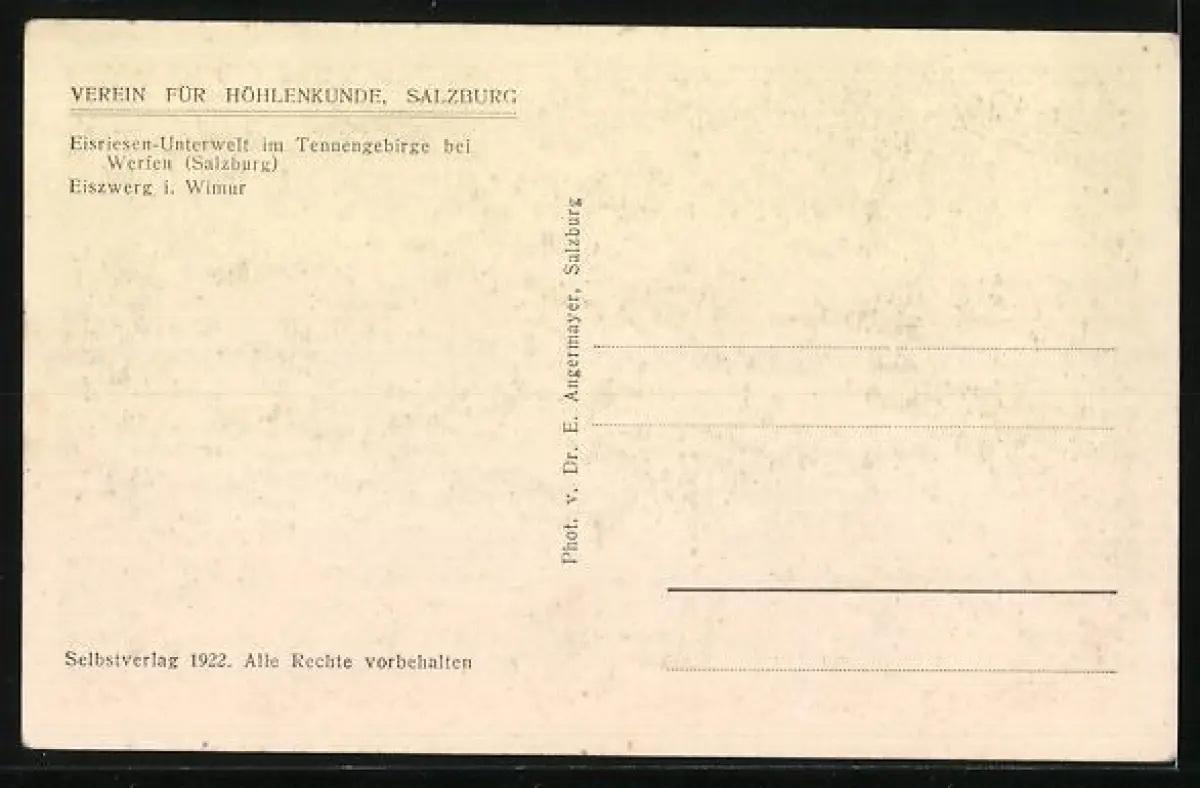 VEREIN FÜR HÖHLENKUNDE, SALZBURG
Eisriesen-Unterwelt im Tennengebirge bei
Werfen (Salzburg)
Eiszwerg i. Wimur
Phot. v. Dr. E. Angermayer, Salzburg
Selbstverlag 1922. Alle Rechte vorbehalten